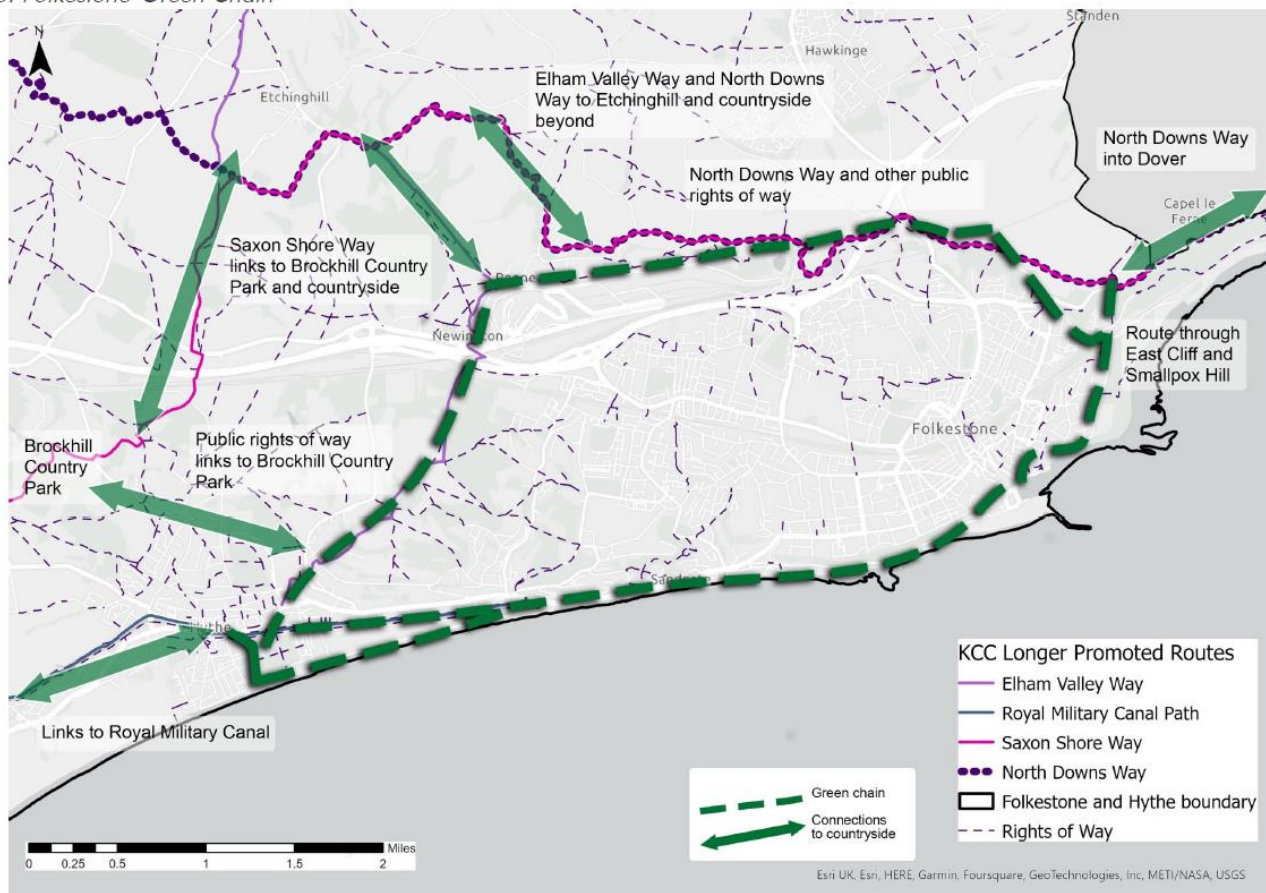 Folkestone Green Chain
N
Standen
Hawkinge
Etchinghill
Elham Valley Way and North Downs
Way to Etchinghill and countryside
beyond
North Downs Way
into Dover
North Downs Way and other public
rights of way
Capel le
Ferne
Saxon Shore Way
links to Brockhill Country
Park and countryside
Newington
Route through
East Cliff and
Smallpox Hill
Brockhill
Country
Park
Public rights of way
links to Brockhill Country
Park
Folkestone
Sandgate
Hythe
Links to Royal Military Canal
KCC Longer Promoted Routes
Elham Valley Way
Royal Military Canal Path
Saxon Shore Way
North Downs Way
Folkestone and Hythe boundary
Rights of Way
Green chain
Connections
to countryside
Miles
0 0.25 0.5 1 1.5 2
Esri UK, Esri, HERE, Garmin, Foursquare, GeoTechnologies, Inc, METI/NASA, USGS